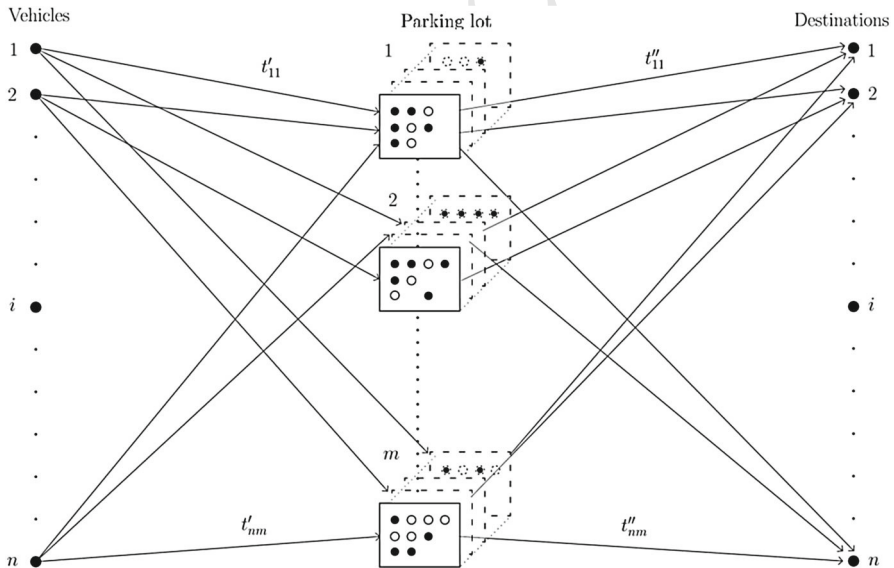 Vehicles Parking lot Destinations
1 1 1
t′₁₁ t″₁₁
2 2
2
i i
m
t′ₙₘ t″ₙₘ
n n